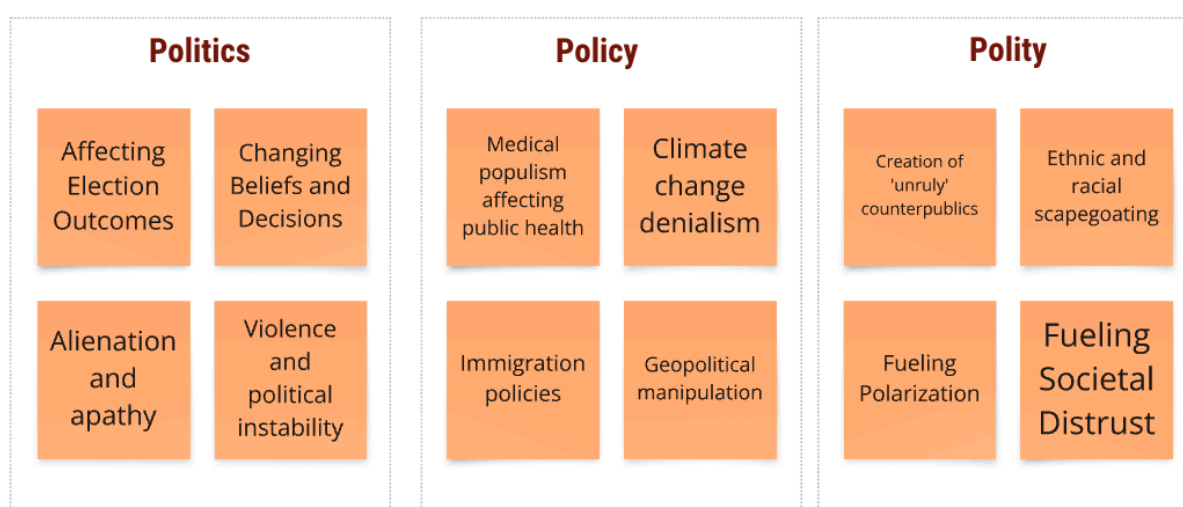 Politics
Affecting
Election
Outcomes
Changing
Beliefs and
Decisions
Alienation
and
apathy
Violence
and
political
instability
Policy
Medical
populism
affecting
public health
Climate
change
denialism
Immigration
policies
Geopolitical
manipulation
Polity
Creation of
'unruly'
counterpublics
Ethnic and
racial
scapegoating
Fueling
Polarization
Fueling
Societal
Distrust